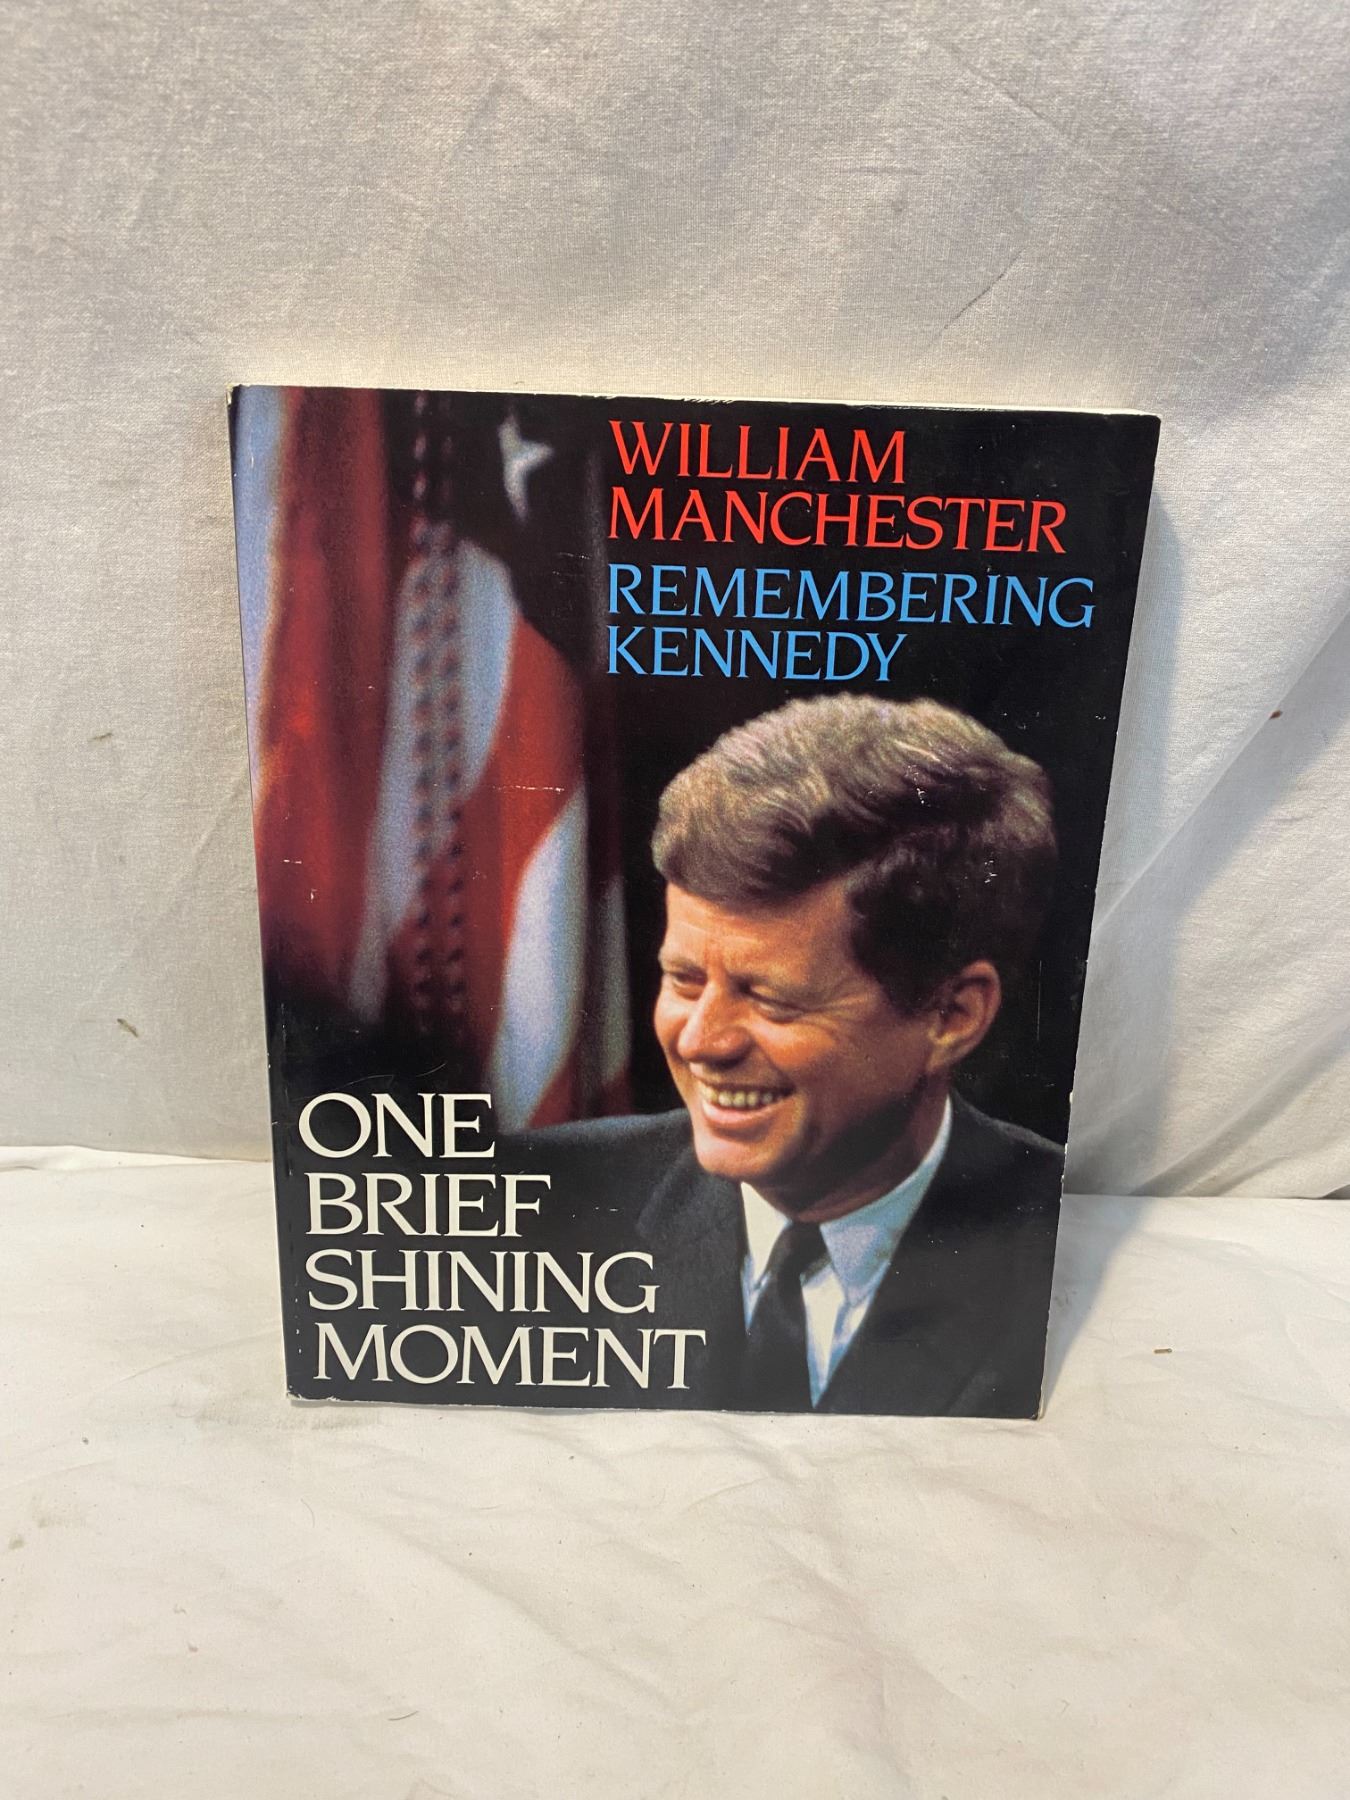 WILLIAM
MANCHESTER
REMEMBERING
KENNEDY
ONE
BRIEF
SHINING
MOMENT